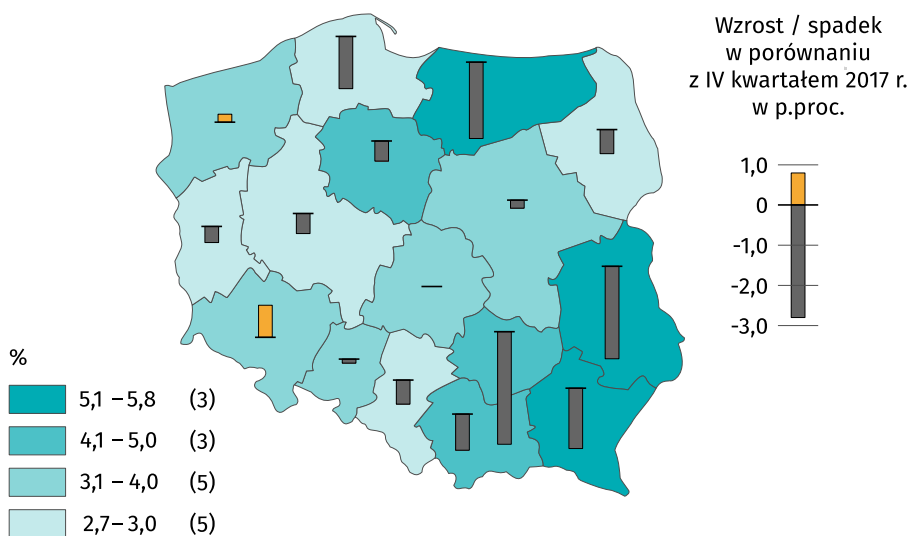 Wzrost / spadek
w porównaniu
z IV kwartałem 2017 r.
w p.proc.
1,0
0
-1,0
-2,0
-3,0
%
5,1 – 5,8 (3)
4,1 – 5,0 (3)
3,1 – 4,0 (5)
2,7 – 3,0 (5)